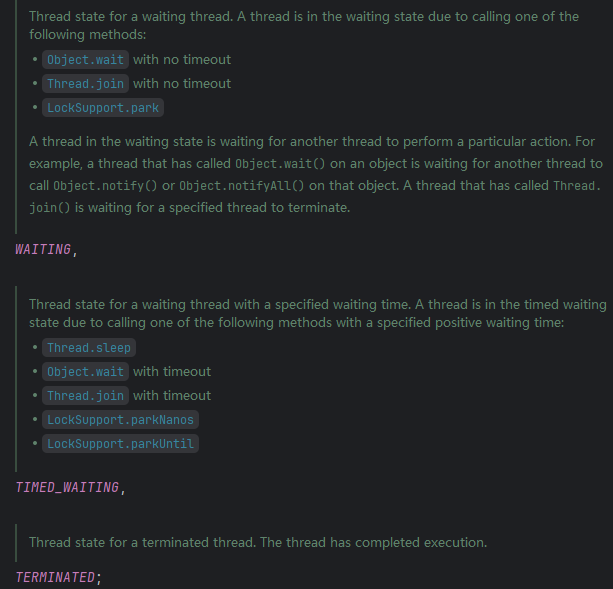 Thread state for a waiting thread. A thread is in the waiting state due to calling one of the
following methods:
• Object.wait with no timeout
• Thread.join with no timeout
• LockSupport.park
A thread in the waiting state is waiting for another thread to perform a particular action. For
example, a thread that has called Object.wait() on an object is waiting for another thread to
call Object.notify() or Object.notifyAll() on that object. A thread that has called Thread.
join() is waiting for a specified thread to terminate.
WAITING,
Thread state for a waiting thread with a specified waiting time. A thread is in the timed waiting
state due to calling one of the following methods with a specified positive waiting time:
• Thread.sleep
• Object.wait with timeout
• Thread.join with timeout
• LockSupport.parkNanos
• LockSupport.parkUntil
TIMED_WAITING,
Thread state for a terminated thread. The thread has completed execution.
TERMINATED;